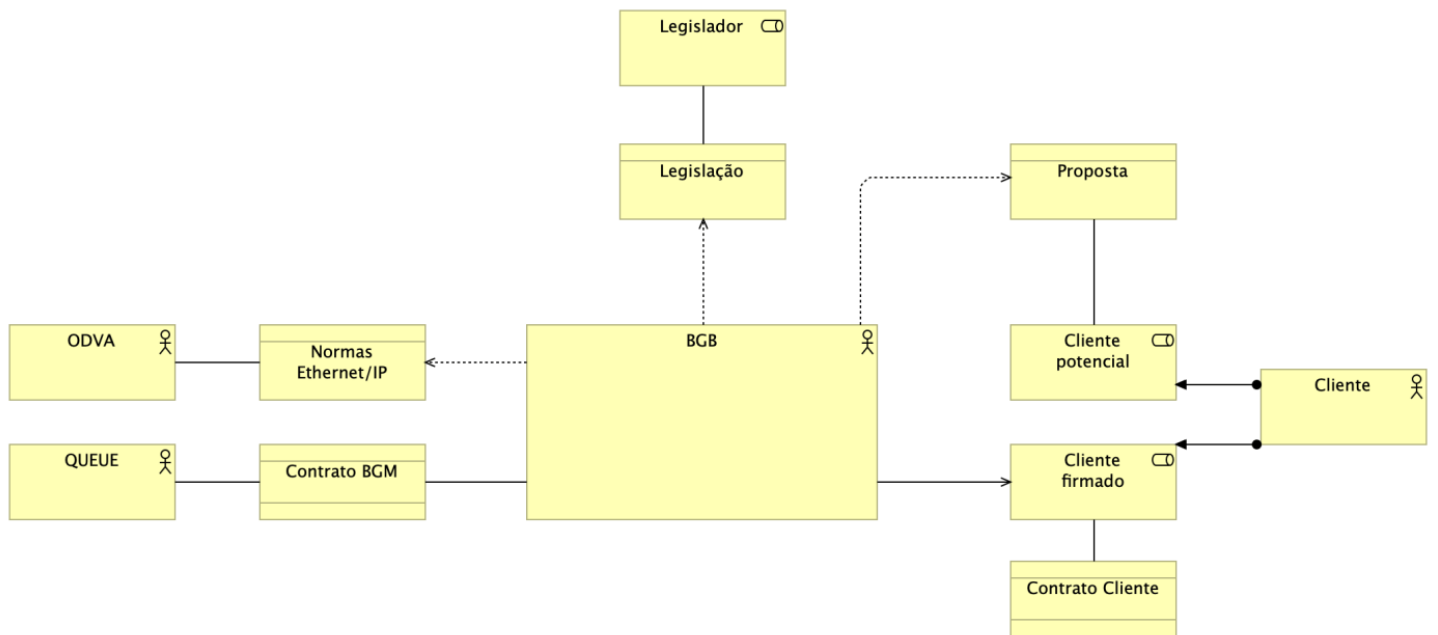 Legislador
Legislação
Proposta
ODVA
Normas
Ethernet/IP
BGB
Cliente
potencial
Cliente
QUEUE
Contrato BGM
Cliente
firmado
Contrato Cliente